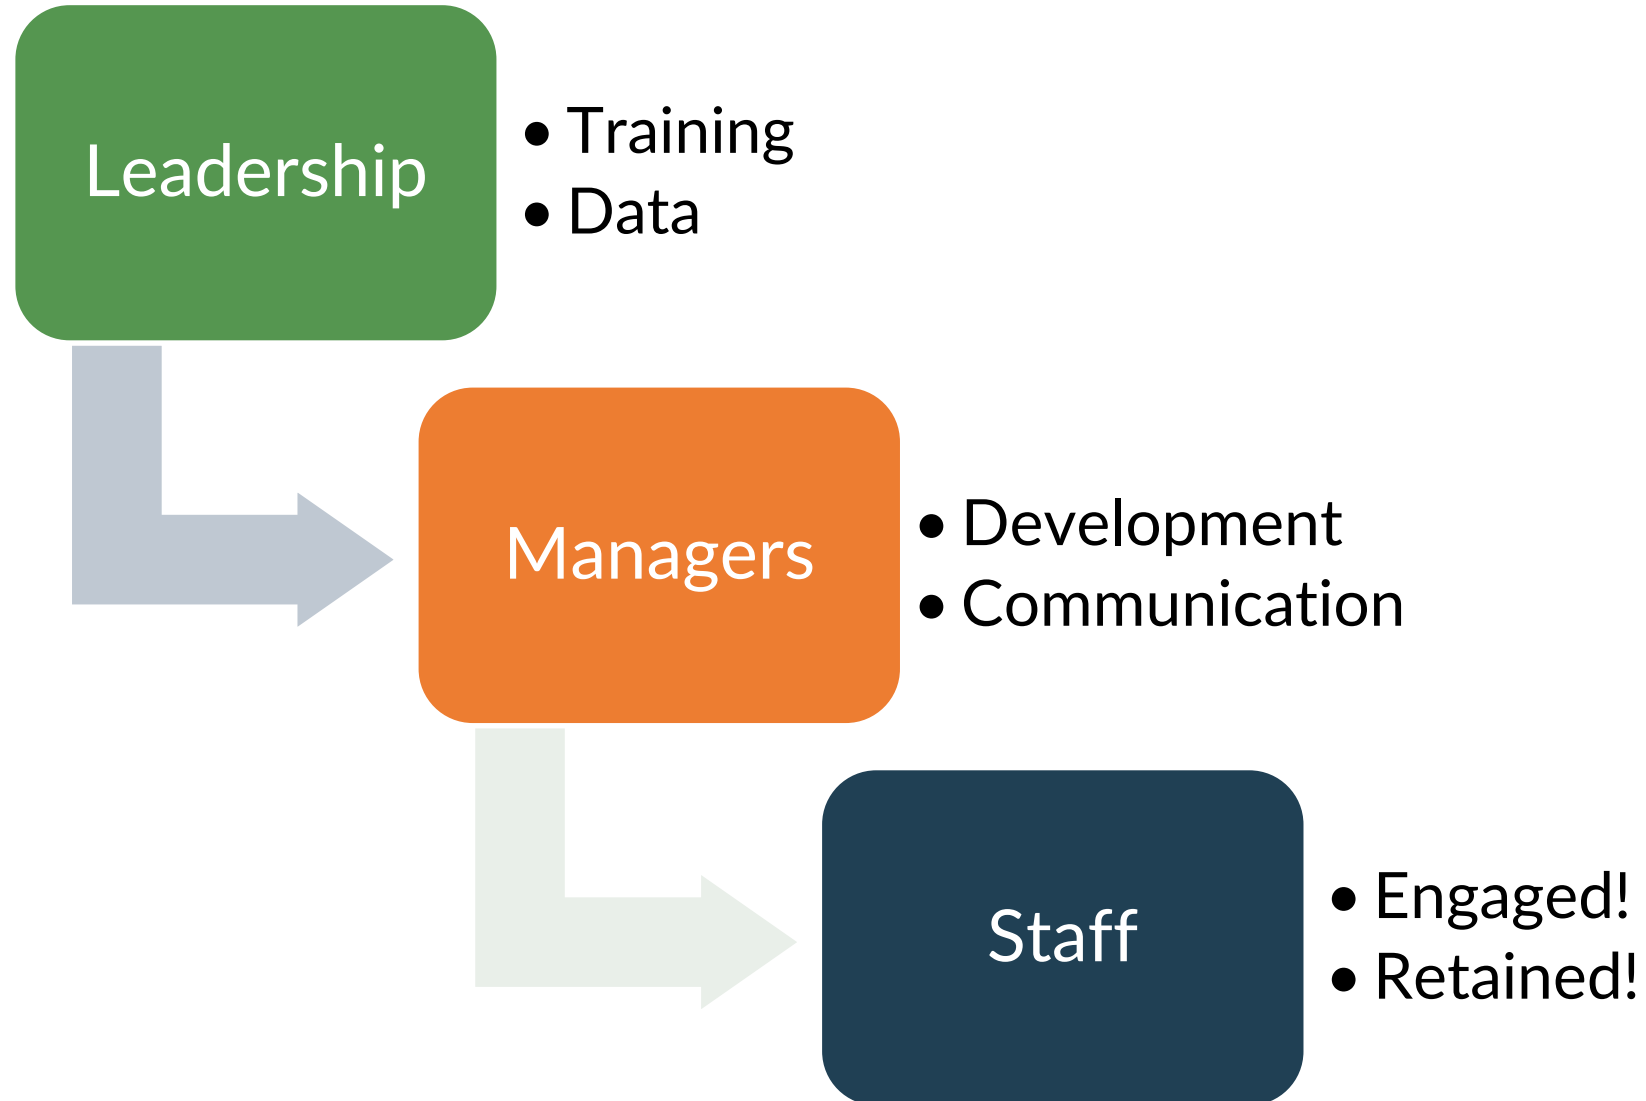 Leadership
• Training
• Data
Managers
• Development
• Communication
Staff
• Engaged!
• Retained!